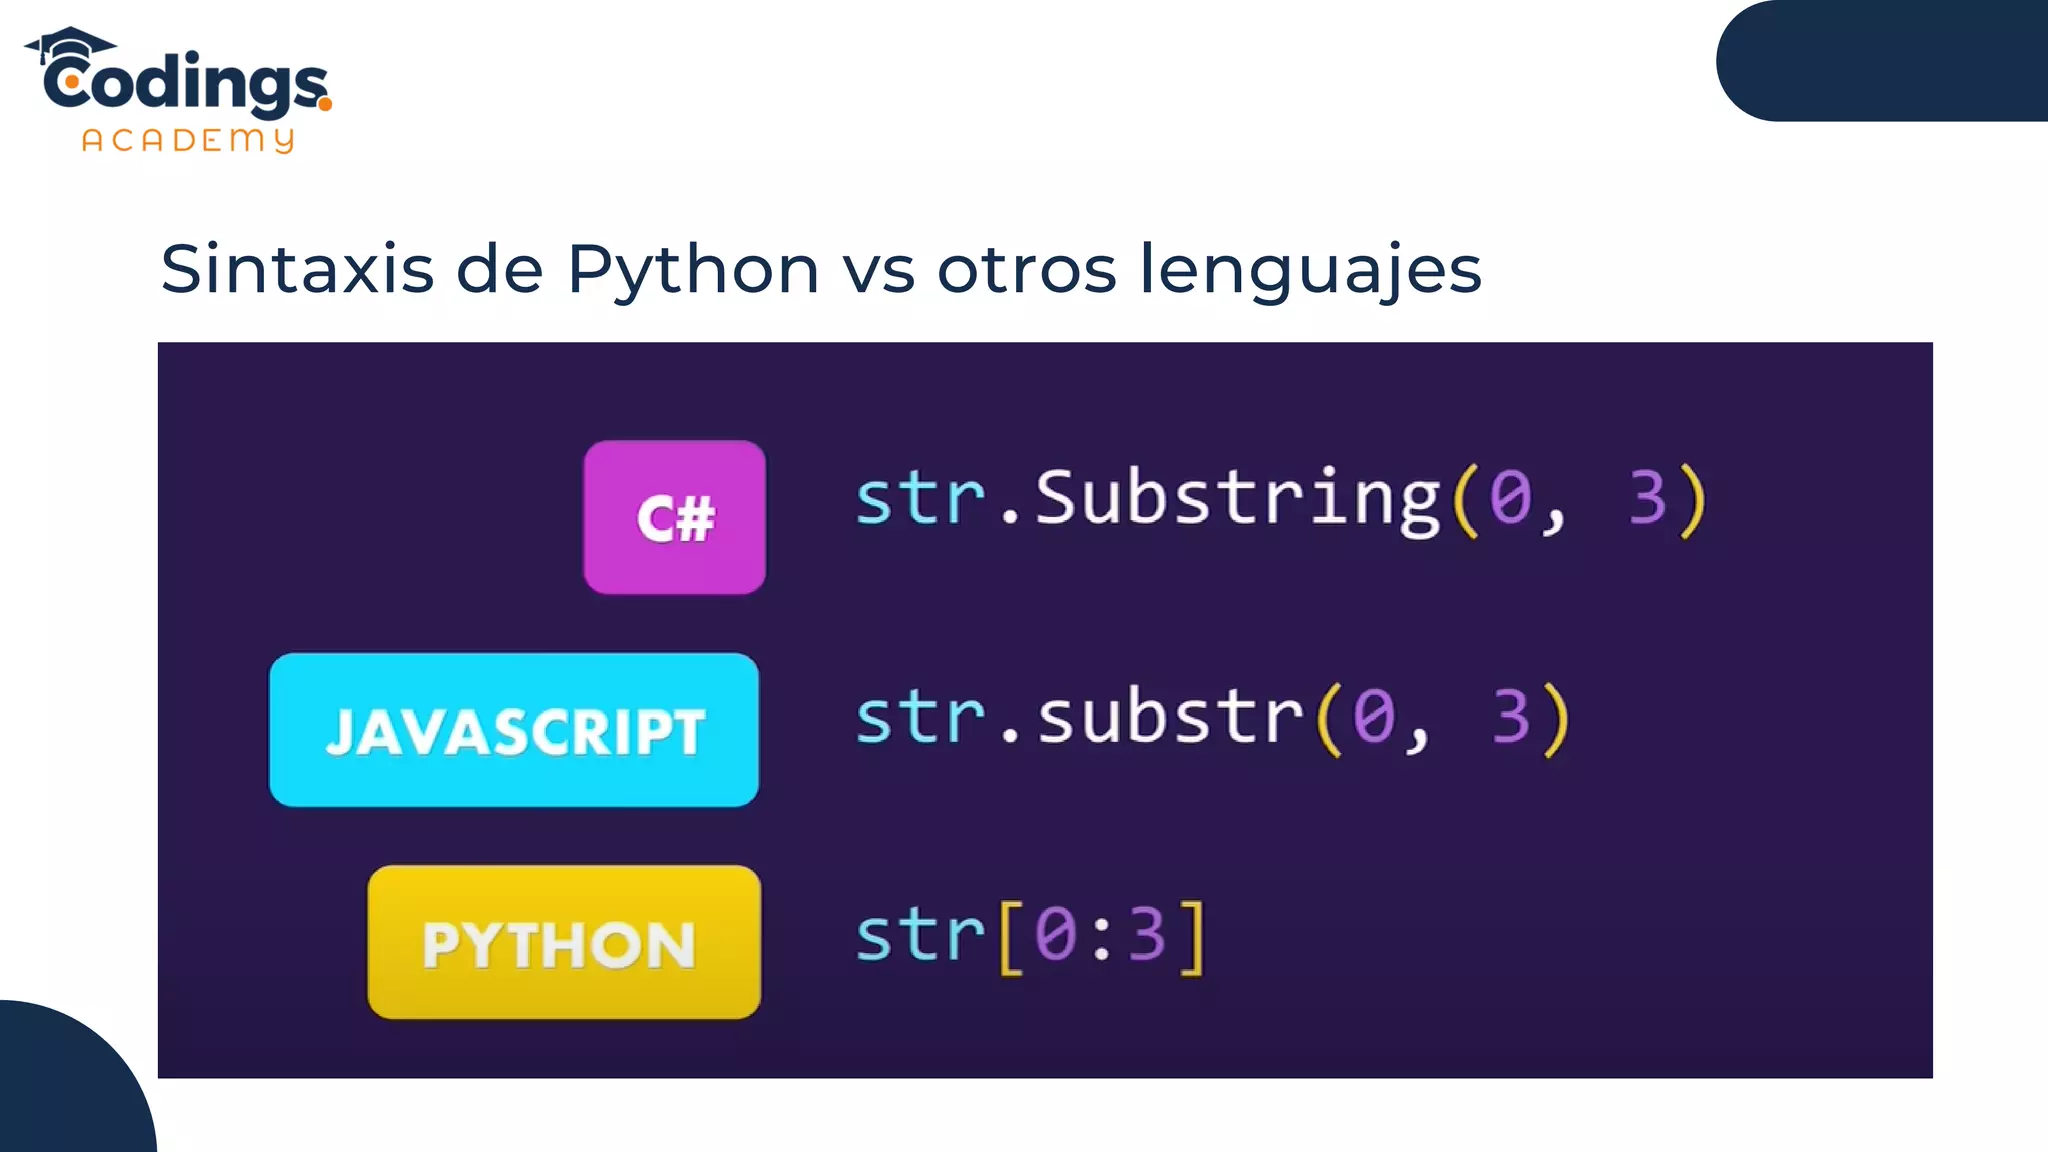 Codings.
ACADEMY
Sintaxis de Python vs otros lenguajes
C# str.Substring(0, 3)
JAVASCRIPT str.substr(0, 3)
PYTHON str[0:3]